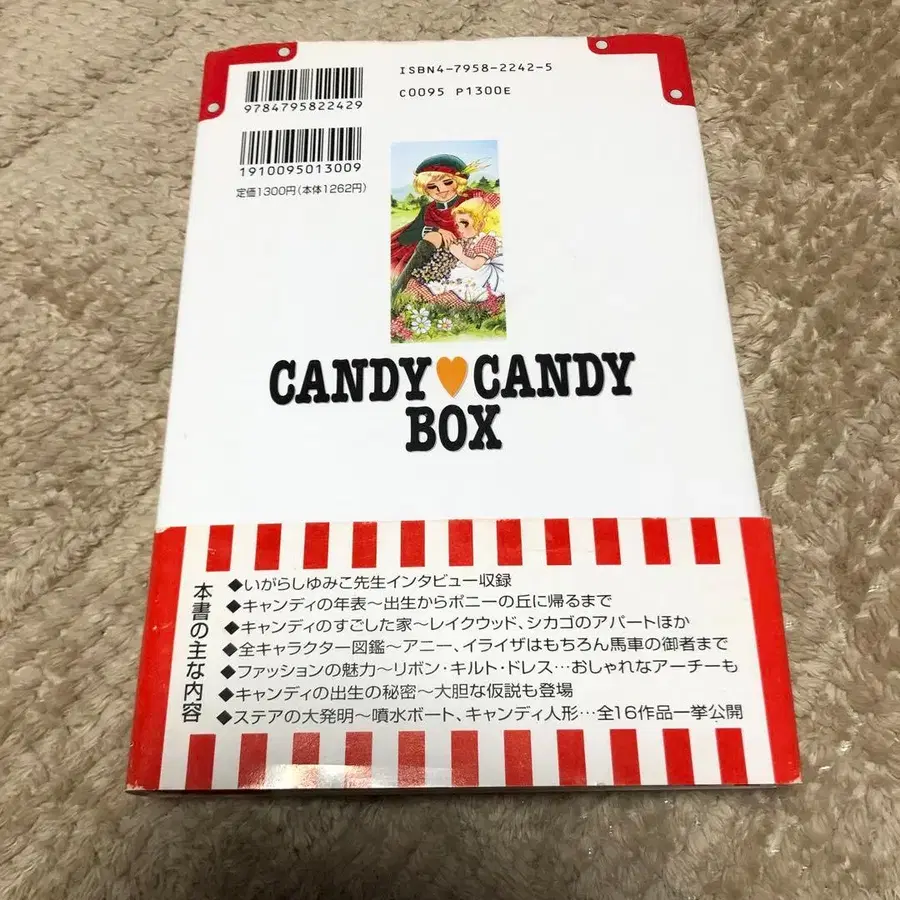 ISBN4-7958-2242-5
C0095 P1300E
9784795822429
1910095013009
定価1300円(本体1262円)
CANDY♥CANDY
BOX
本書の主な内容
◆いがらしゆみこ先生インタビュー収録
◆キャンディの年表〜出生からポニーの丘に帰るまで
◆キャンディのすごした家〜レイクウッド、シカゴのアパートほか
◆全キャラクター図鑑〜アニー、イライザはもちろん馬車の御者まで
◆ファッションの魅力〜リボン・キルト・ドレス…おしゃれなアーチーも
◆キャンディの出生の秘密〜大胆な仮説も登場
◆ステアの大発明〜噴水ボート、キャンディ人形…全16作品一挙公開